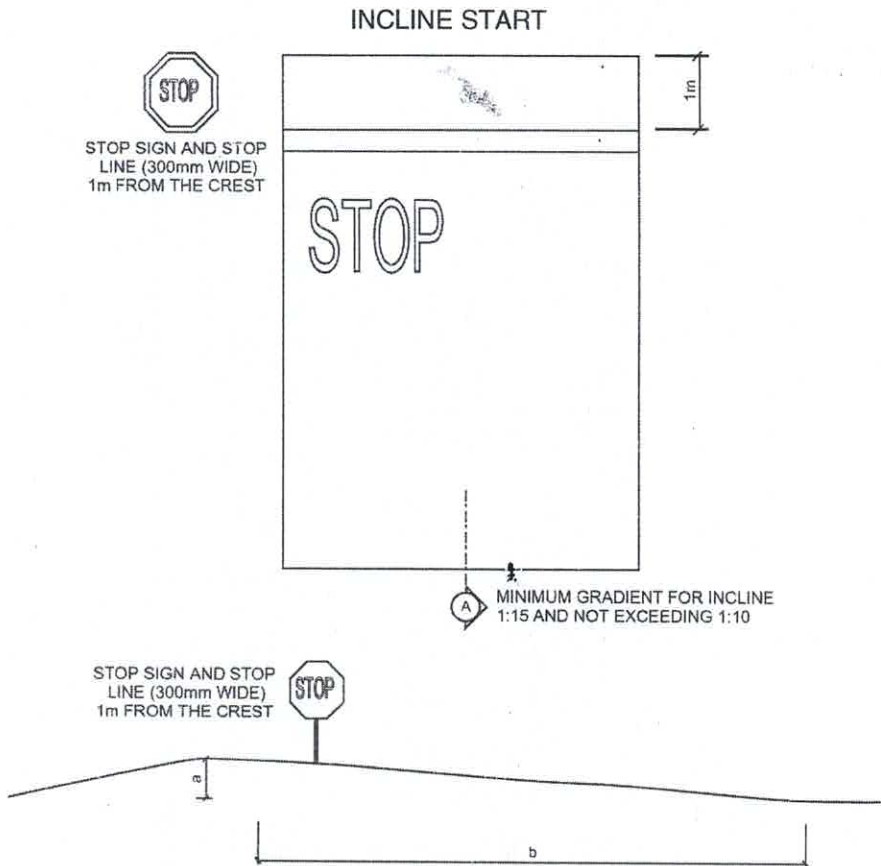 INCLINE START
STOP
STOP SIGN AND STOP
LINE (300mm WIDE)
1m FROM THE CREST
1m
STOP
A
MINIMUM GRADIENT FOR INCLINE
1:15 AND NOT EXCEEDING 1:10
STOP SIGN AND STOP
LINE (300mm WIDE)
1m FROM THE CREST
STOP
a
b